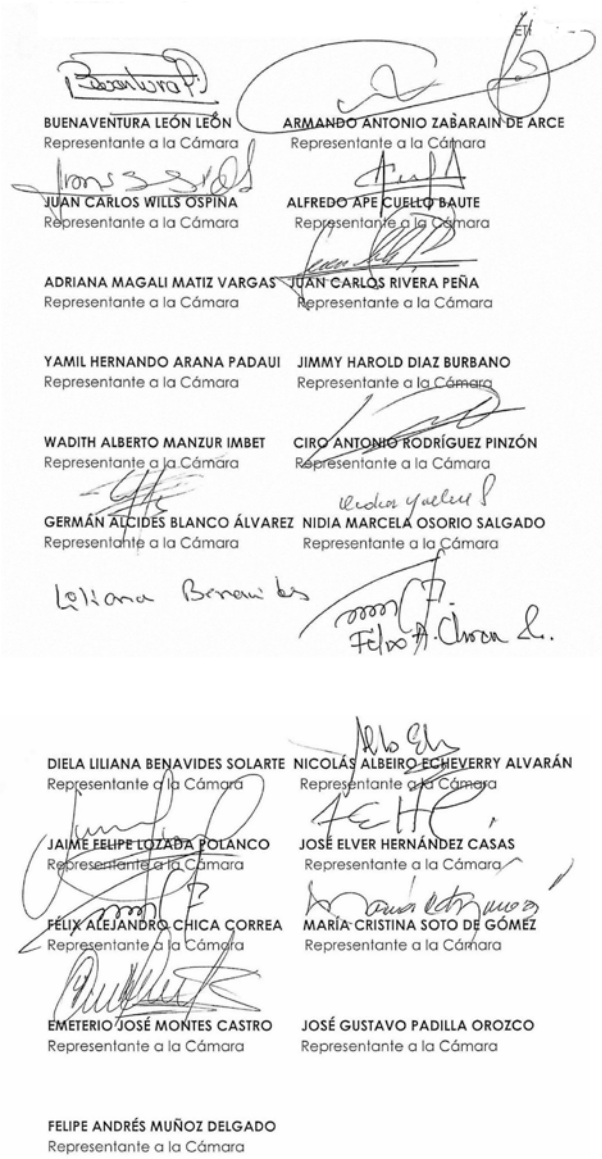 BUENAVENTURA LEÓN LEÓN ARMANDO ANTONIO ZABARAIN DE ARCE
Representante a la Cámara Representante a la Cámara
JUAN CARLOS WILLS OSPINA ALFREDO APE CUELLO BAUTE
Representante a la Cámara Representante a la Cámara
ADRIANA MAGALI MATIZ VARGAS JUAN CARLOS RIVERA PEÑA
Representante a la Cámara Representante a la Cámara
YAMIL HERNANDO ARANA PADAUI JIMMY HAROLD DIAZ BURBANO
Representante a la Cámara Representante a la Cámara
WADITH ALBERTO MANZUR IMBET CIRO ANTONIO RODRÍGUEZ PINZÓN
Representante a la Cámara Representante a la Cámara
GERMÁN ALCIDES BLANCO ÁLVAREZ NIDIA MARCELA OSORIO SALGADO
Representante a la Cámara Representante a la Cámara
Liliana Benavides
Felix A. Chica C.
DIELA LILIANA BENAVIDES SOLARTE NICOLÁS ALBEIRO ECHEVERRY ALVARÁN
Representante a la Cámara Representante a la Cámara
JAIME FELIPE LOZADA POLANCO JOSÉ ELVER HERNÁNDEZ CASAS
Representante a la Cámara Representante a la Cámara
FÉLIX ALEJANDRO CHICA CORREA MARÍA CRISTINA SOTO DE GÓMEZ
Representante a la Cámara Representante a la Cámara
EMETERIO JOSÉ MONTES CASTRO JOSÉ GUSTAVO PADILLA OROZCO
Representante a la Cámara Representante a la Cámara
FELIPE ANDRÉS MUÑOZ DELGADO
Representante a la Cámara